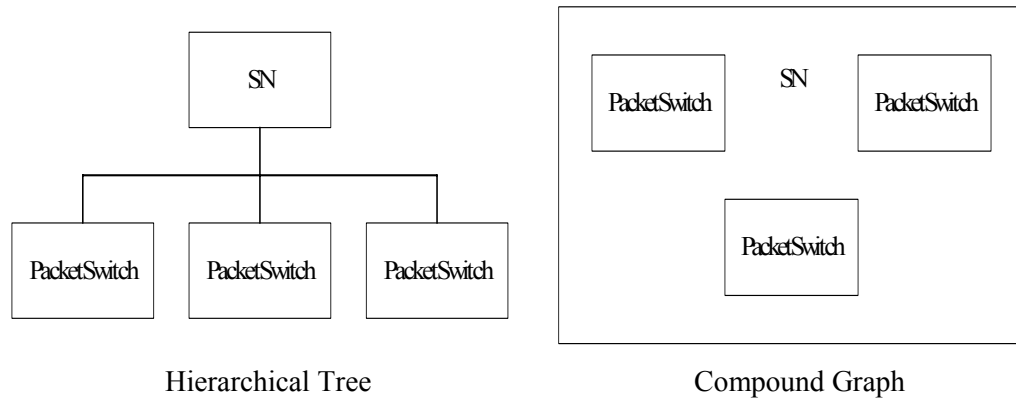 SN
PacketSwitch PacketSwitch PacketSwitch
Hierarchical Tree
SN
PacketSwitch PacketSwitch
PacketSwitch
Compound Graph